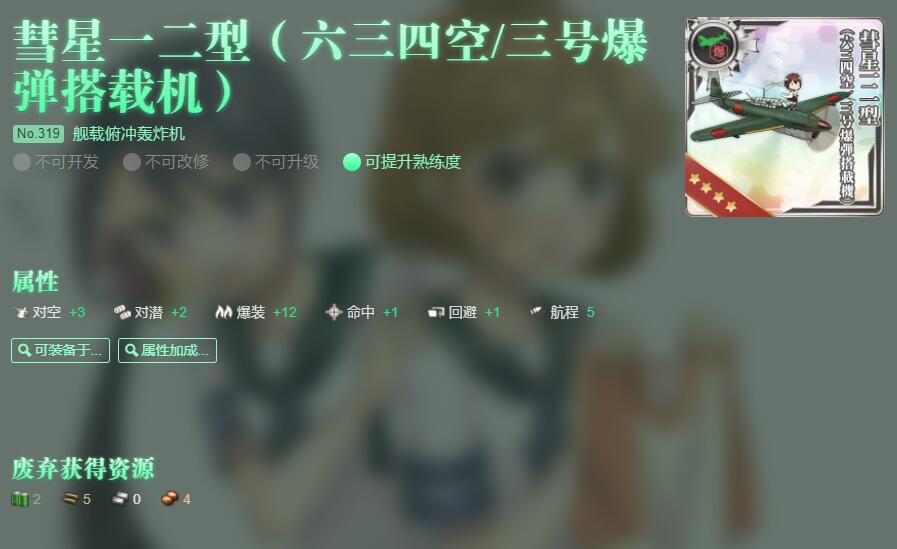 彗星一二型（六三四空/三号爆
弹搭载机）
No.319 舰载俯冲轰炸机
不可开发 不可改修 不可升级 可提升熟练度
爆
彗星一二型
(六三四空/三号爆弾搭載機)
属性
对空 +3 对潜 +2 爆装 +12 命中 +1 回避 +1 航程 5
可装备于... 属性加成...
废弃获得资源
2 5 0 4